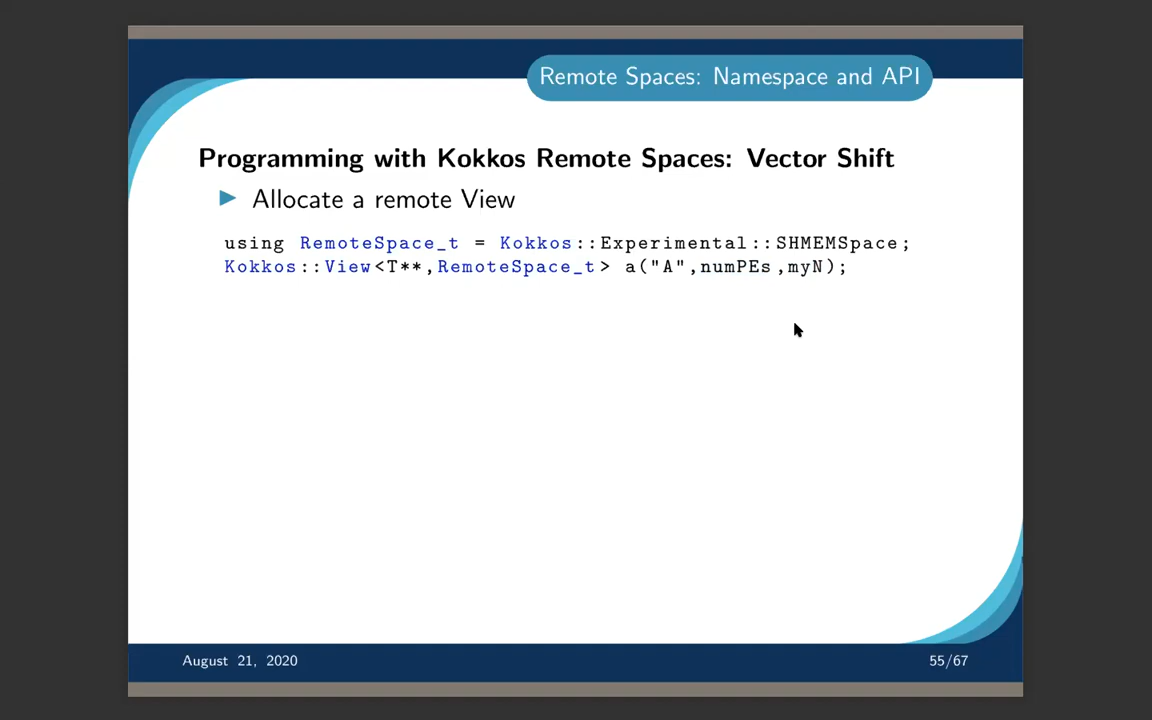 Remote Spaces: Namespace and API
Programming with Kokkos Remote Spaces: Vector Shift
Allocate a remote View
using RemoteSpace_t = Kokkos::Experimental::SHMEMSpace;
Kokkos::View<T**,RemoteSpace_t> a("A",numPEs,myN);
August 21, 2020
55/67